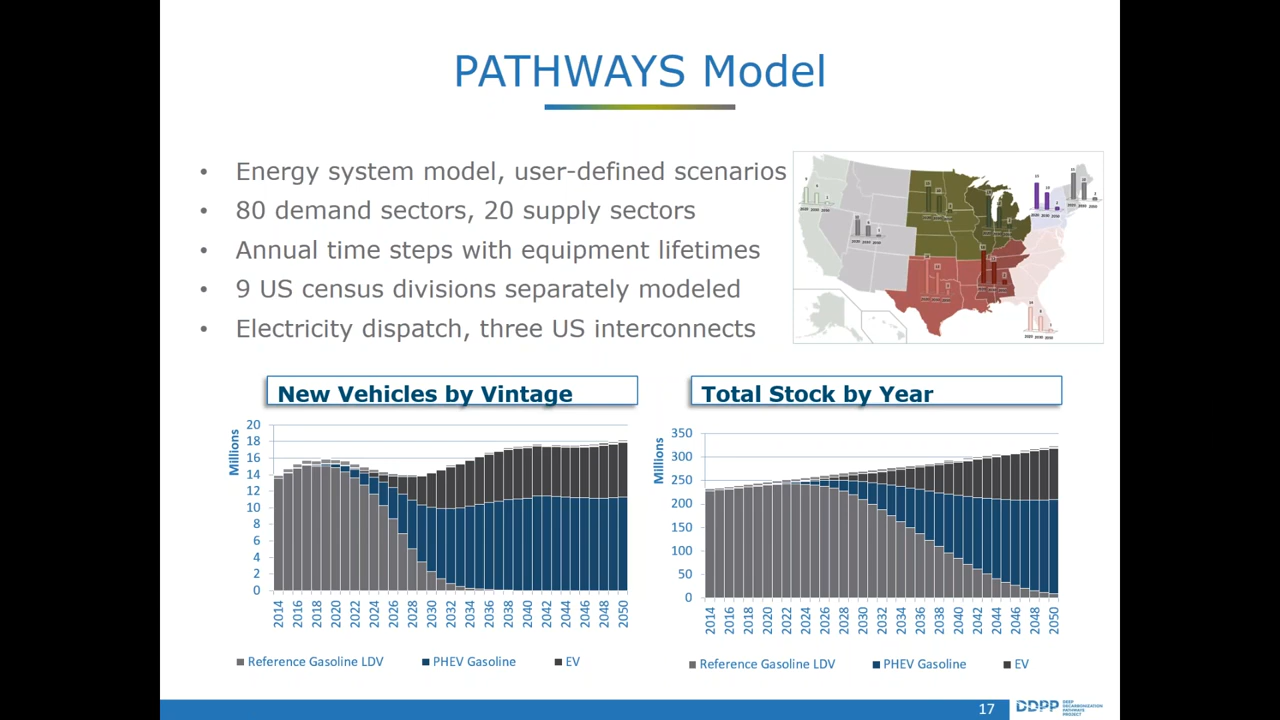 PATHWAYS Model
• Energy system model, user-defined scenarios
• 80 demand sectors, 20 supply sectors
• Annual time steps with equipment lifetimes
• 9 US census divisions separately modeled
• Electricity dispatch, three US interconnects
New Vehicles by Vintage
Millions
20
18
16
14
12
10
8
6
4
2
0
2014 2016 2018 2020 2022 2024 2026 2028 2030 2032 2034 2036 2038 2040 2042 2044 2046 2048 2050
Reference Gasoline LDV PHEV Gasoline EV
Total Stock by Year
Millions
350
300
250
200
150
100
50
0
2014 2016 2018 2020 2022 2024 2026 2028 2030 2032 2034 2036 2038 2040 2042 2044 2046 2048 2050
Reference Gasoline LDV PHEV Gasoline EV
17
DDPP DEEP
DECARBONIZATION
PATHWAYS
PROJECT